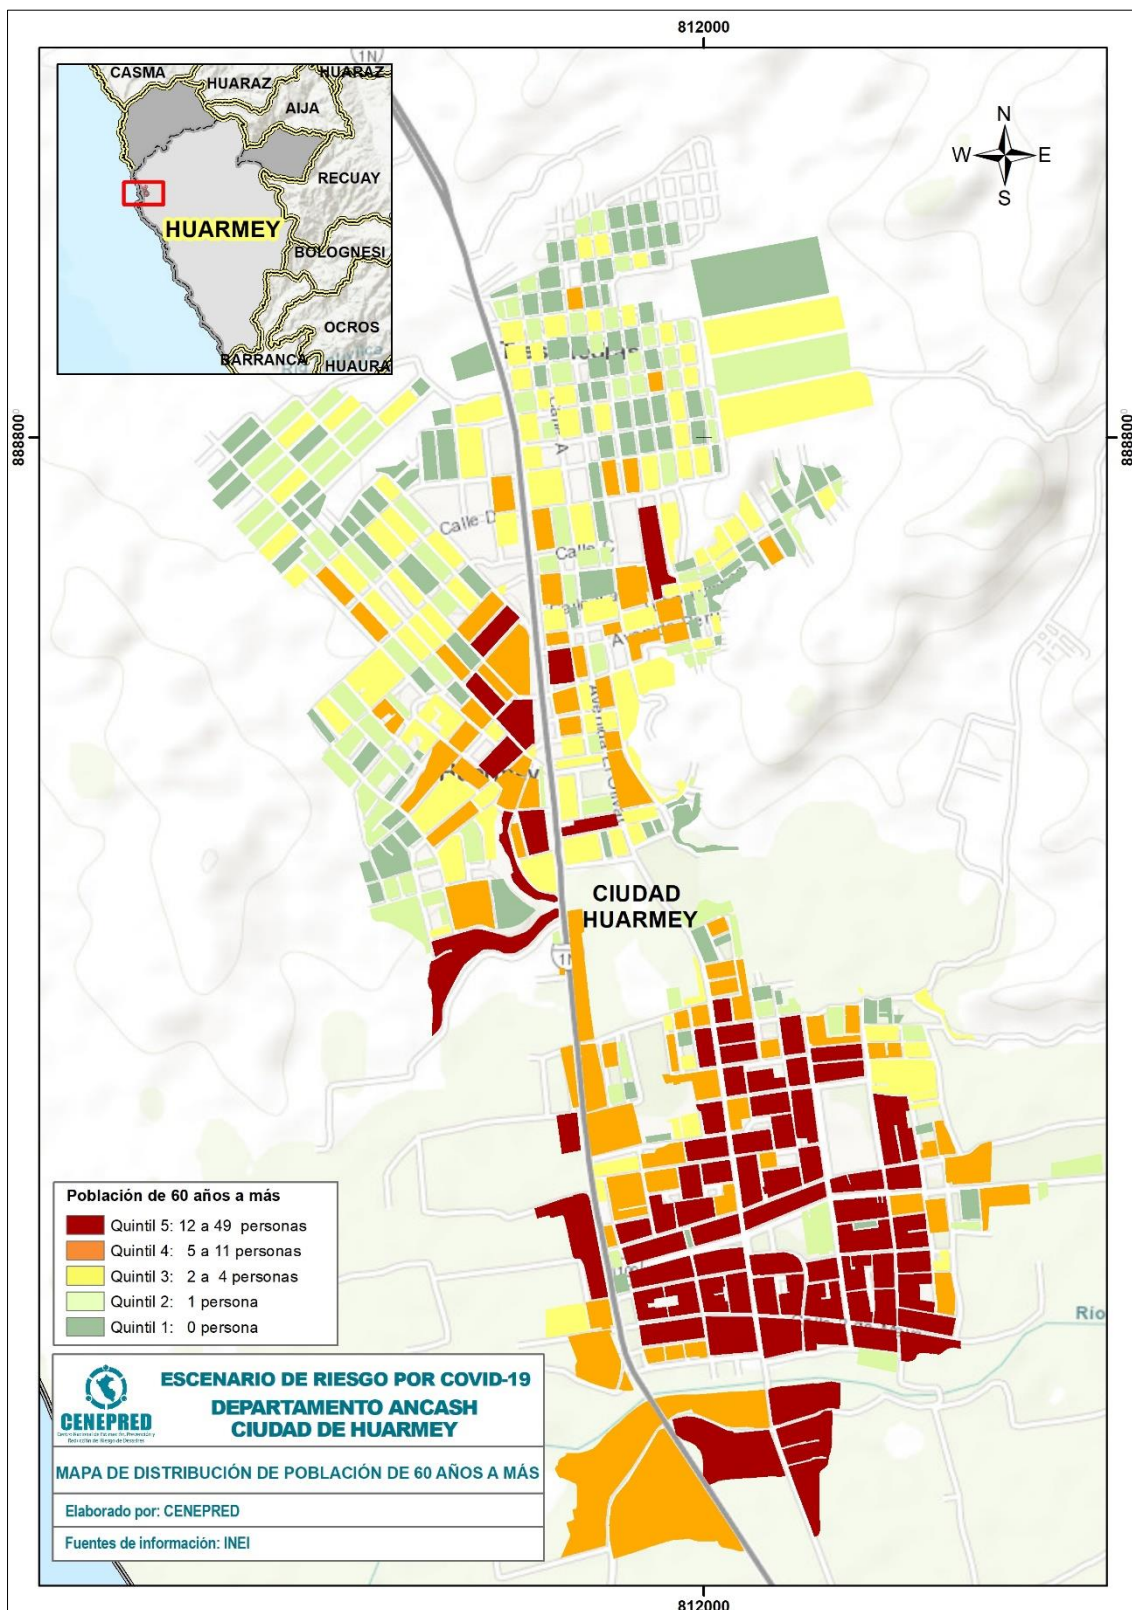 812000
1N
CASMA
HUARAZ
HUARAZ
AIJA
RECUAY
HUARMEY
BOLOGNESI
OCROS
BARRANCA
HUAURA
N
W
E
S
888800
888800
Calle A
Calle D
Calle C
CIUDAD
HUARMEY
1N
Río
Población de 60 años a más
Quintil 5: 12 a 49 personas
Quintil 4: 5 a 11 personas
Quintil 3: 2 a 4 personas
Quintil 2: 1 persona
Quintil 1: 0 persona
CENEPRED
ESCENARIO DE RIESGO POR COVID-19
DEPARTAMENTO ANCASH
CIUDAD DE HUARMEY
MAPA DE DISTRIBUCIÓN DE POBLACIÓN DE 60 AÑOS A MÁS
Elaborado por: CENEPRED
Fuentes de información: INEI
812000